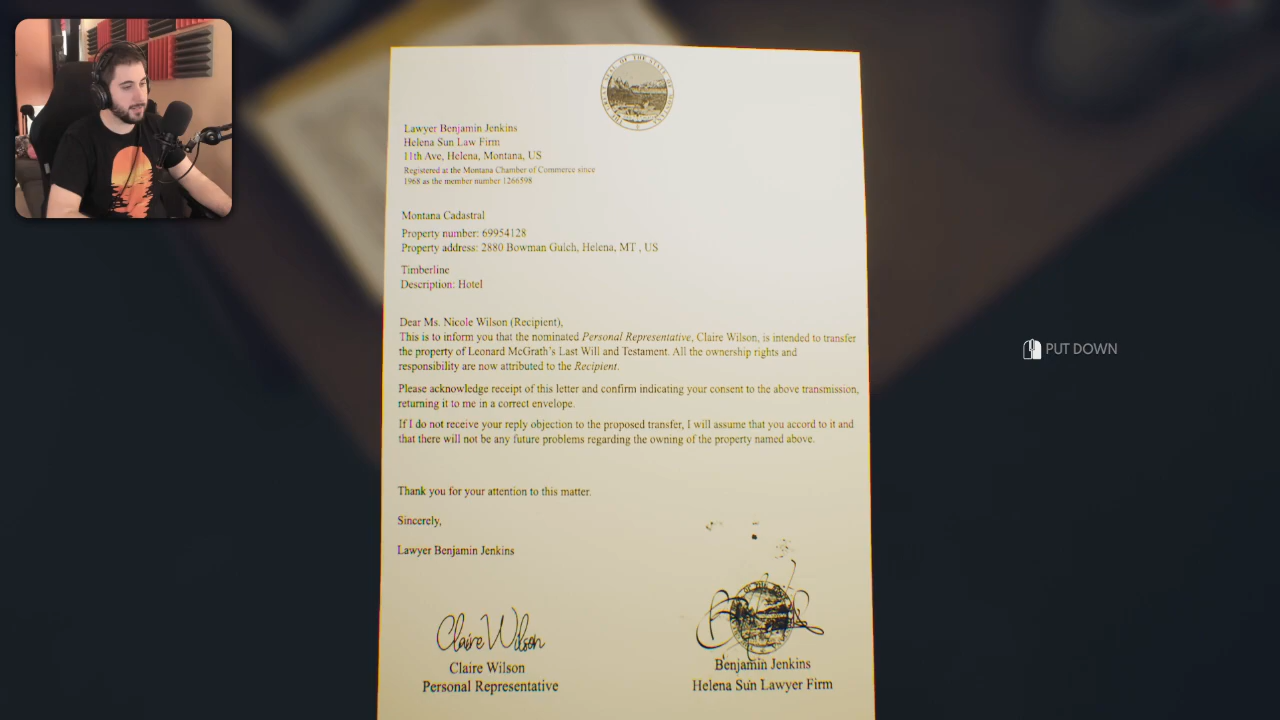 OF THE STATE OF
Lawyer Benjamin Jenkins
Helena Sun Law Firm
11th Ave, Helena, Montana, US
Registered at the Montana Chamber of Commerce since
1968 as the member number 1266598
Montana Cadastral
Property number: 69954128
Property address: 2880 Bowman Gulch, Helena, MT , US
Timberline
Description: Hotel
Dear Ms. Nicole Wilson (Recipient),
This is to inform you that the nominated Personal Representative, Claire Wilson, is intended to transfer
the property of Leonard McGrath's Last Will and Testament. All the ownership rights and
responsibility are now attributed to the Recipient.
PUT DOWN
Please acknowledge receipt of this letter and confirm indicating your consent to the above transmission,
returning it to me in a correct envelope.
If I do not receive your reply objection to the proposed transfer, I will assume that you accord to it and
that there will not be any future problems regarding the owning of the property named above.
Thank you for your attention to this matter.
Sincerely,
Lawyer Benjamin Jenkins
Claire Wilson
Claire Wilson
Personal Representative
Benjamin Jenkins
Helena Sun Lawyer Firm